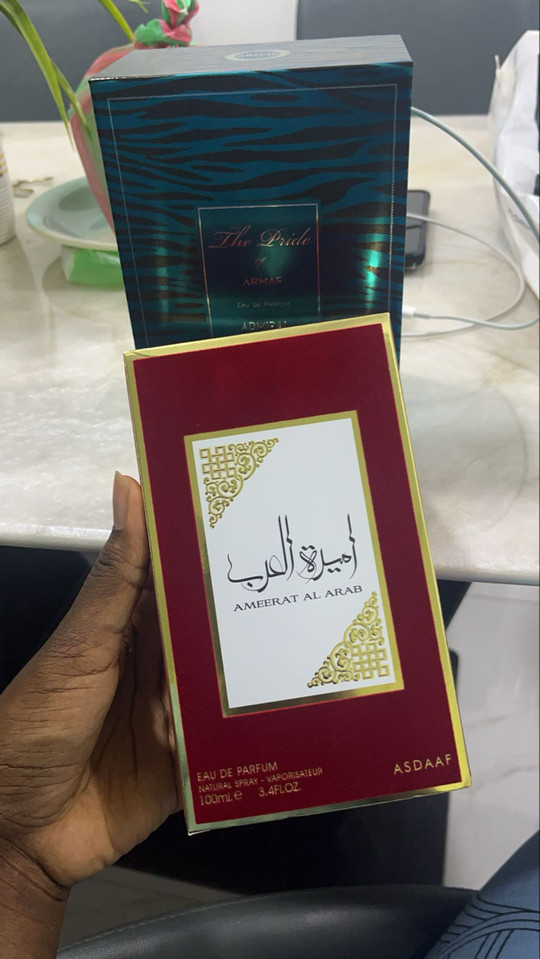 The Pride
of
ARMAF
Eau de Parfum
أميرة العرب
AMEERAT AL ARAB
EAU DE PARFUM
NATURAL SPRAY - VAPORISATEUR
100mL e 3.4FL.OZ.
ASDAAF